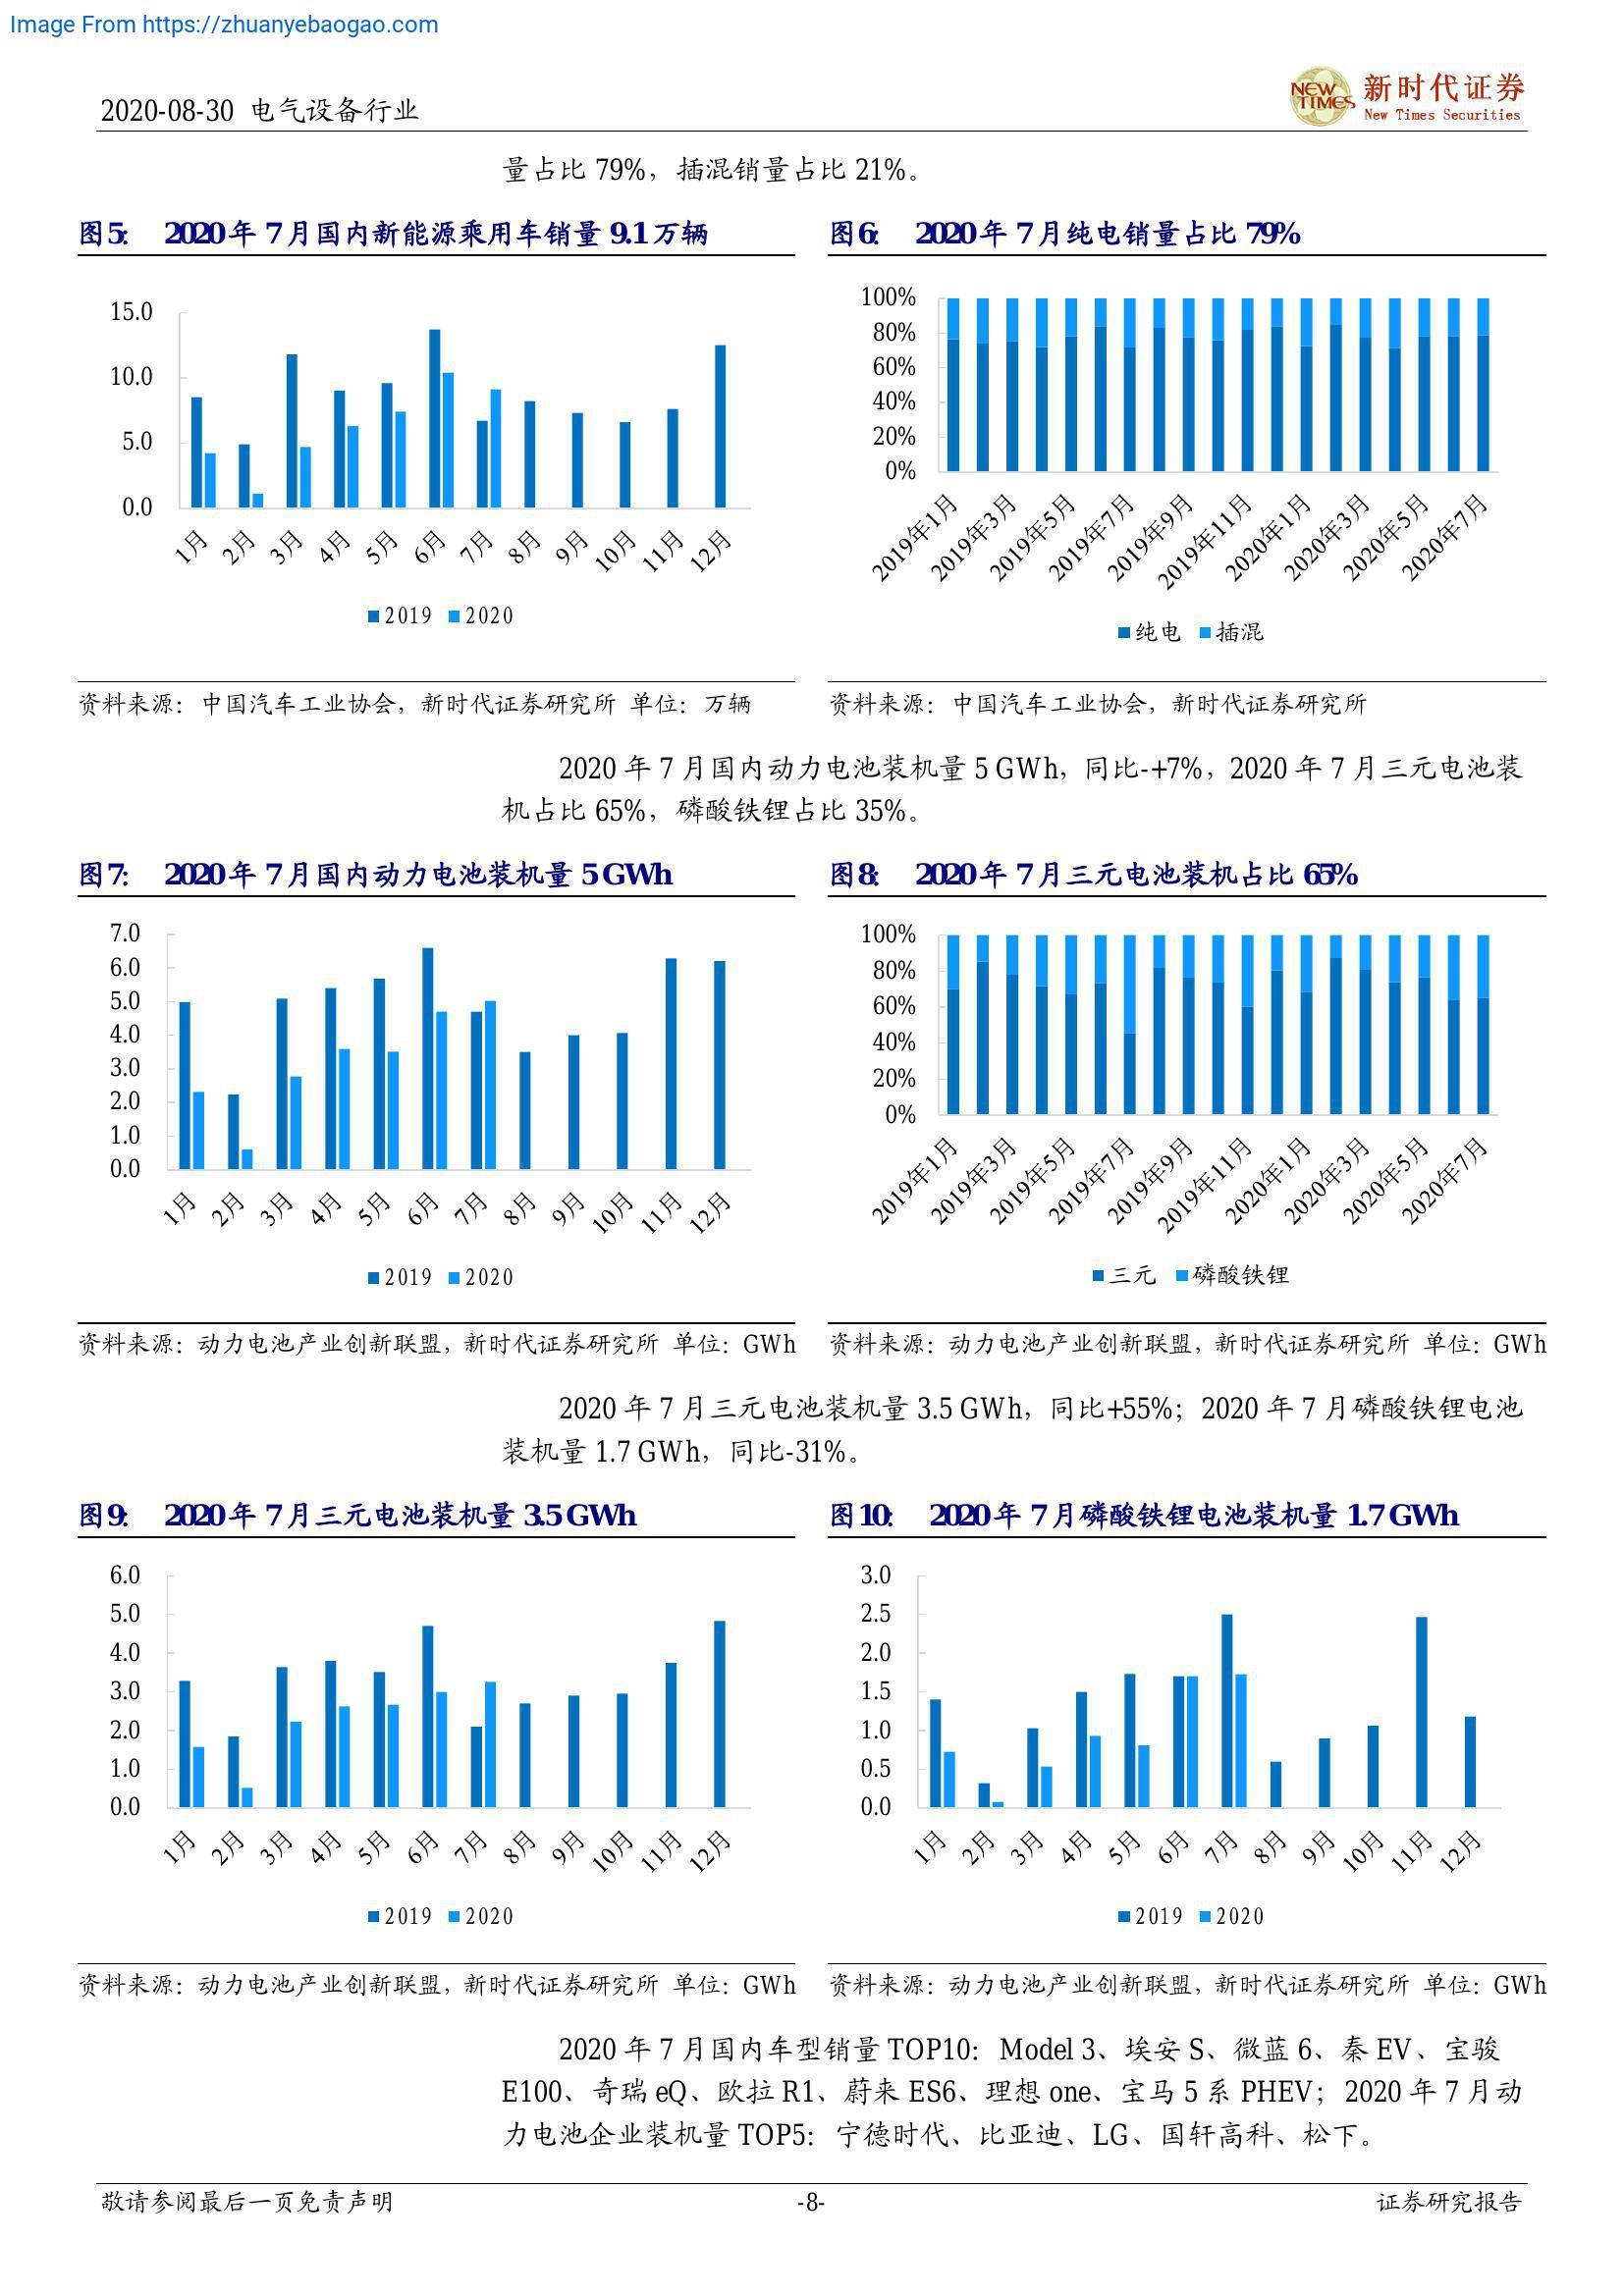 Image From https://zhuanyebaogao.com
2020-08-30 电气设备行业
NEW TIMES
新时代证券
New Times Securities
量占比 79%，插混销量占比 21%。
图5： 2020年 7月国内新能源乘用车销量 9.1万辆
15.0
10.0
5.0
0.0
1月 2月 3月 4月 5月 6月 7月 8月 9月 10月 11月 12月
2019 2020
资料来源：中国汽车工业协会，新时代证券研究所 单位：万辆
图6： 2020年 7月纯电销量占比 79%
100%
80%
60%
40%
20%
0%
2019年1月 2019年3月 2019年5月 2019年7月 2019年9月 2019年11月 2020年1月 2020年3月 2020年5月 2020年7月
纯电 插混
资料来源：中国汽车工业协会，新时代证券研究所
2020 年 7 月国内动力电池装机量 5 GWh，同比-+7%，2020 年 7 月三元电池装
机占比 65%，磷酸铁锂占比 35%。
图7： 2020年 7月国内动力电池装机量 5 GWh
7.0
6.0
5.0
4.0
3.0
2.0
1.0
0.0
1月 2月 3月 4月 5月 6月 7月 8月 9月 10月 11月 12月
2019 2020
资料来源：动力电池产业创新联盟，新时代证券研究所 单位：GWh
图8： 2020年 7月三元电池装机占比 65%
100%
80%
60%
40%
20%
0%
2019年1月 2019年3月 2019年5月 2019年7月 2019年9月 2019年11月 2020年1月 2020年3月 2020年5月 2020年7月
三元 磷酸铁锂
资料来源：动力电池产业创新联盟，新时代证券研究所 单位：GWh
2020 年 7 月三元电池装机量 3.5 GWh，同比+55%；2020 年 7 月磷酸铁锂电池
装机量 1.7 GWh，同比-31%。
图9： 2020年 7月三元电池装机量 3.5 GWh
6.0
5.0
4.0
3.0
2.0
1.0
0.0
1月 2月 3月 4月 5月 6月 7月 8月 9月 10月 11月 12月
2019 2020
资料来源：动力电池产业创新联盟，新时代证券研究所 单位：GWh
图10： 2020年 7月磷酸铁锂电池装机量 1.7 GWh
3.0
2.5
2.0
1.5
1.0
0.5
0.0
1月 2月 3月 4月 5月 6月 7月 8月 9月 10月 11月 12月
2019 2020
资料来源：动力电池产业创新联盟，新时代证券研究所 单位：GWh
2020 年 7 月国内车型销量 TOP10：Model 3、埃安 S、微蓝 6、秦 EV、宝骏
E100、奇瑞 eQ、欧拉 R1、蔚来 ES6、理想 one、宝马 5 系 PHEV；2020 年 7 月动
力电池企业装机量 TOP5：宁德时代、比亚迪、LG、国轩高科、松下。
敬请参阅最后一页免责声明
-8-
证券研究报告